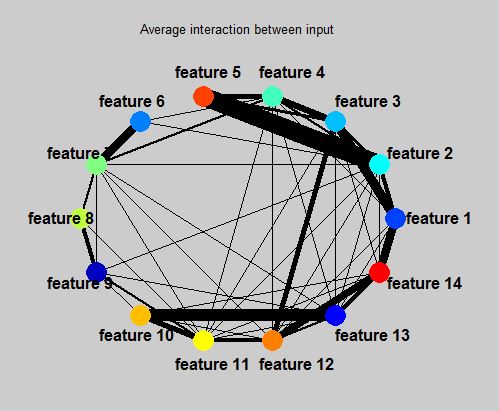 Average interaction between input
feature 5 feature 4
feature 6 feature 3
feature 7 feature 2
feature 8 feature 1
feature 9 feature 14
feature 10 feature 13
feature 11 feature 12